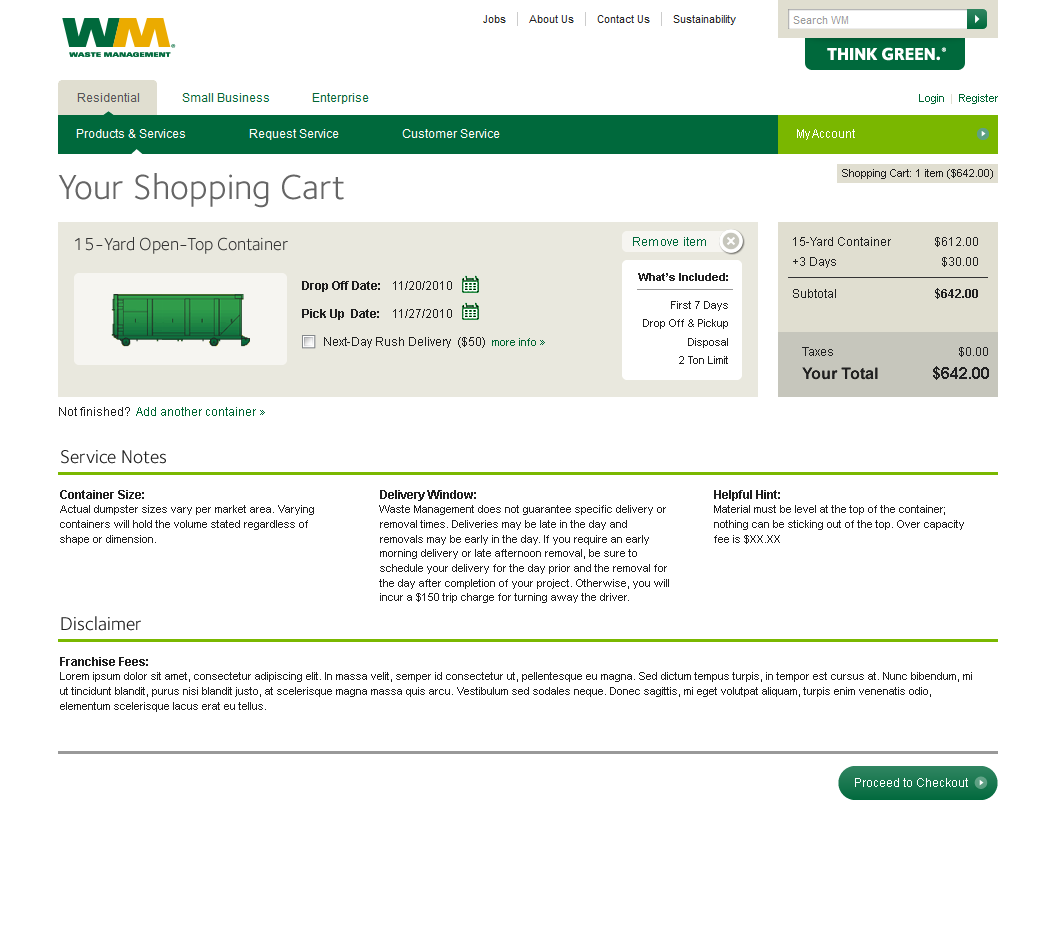 WM
WASTE MANAGEMENT
Jobs About Us Contact Us Sustainability
Search WM
THINK GREEN.®
Residential Small Business Enterprise
Login Register
Products & Services Request Service Customer Service
My Account
Your Shopping Cart
Shopping Cart: 1 item ($642.00)
15-Yard Open-Top Container
Remove item
Drop Off Date: 11/20/2010
Pick Up Date: 11/27/2010
Next-Day Rush Delivery ($50) more info »
What's Included:
First 7 Days
Drop Off & Pickup
Disposal
2 Ton Limit
15-Yard Container $612.00
+3 Days $30.00
Subtotal $642.00
Taxes $0.00
Your Total $642.00
Not finished? Add another container »
Service Notes
Container Size:
Actual dumpster sizes vary per market area. Varying
containers will hold the volume stated regardless of
shape or dimension.
Delivery Window:
Waste Management does not guarantee specific delivery or
removal times. Deliveries may be late in the day and
removals may be early in the day. If you require an early
morning delivery or late afternoon removal, be sure to
schedule your delivery for the day prior and the removal for
the day after completion of your project. Otherwise, you will
incur a $150 trip charge for turning away the driver.
Helpful Hint:
Material must be level at the top of the container;
nothing can be sticking out of the top. Over capacity
fee is $XX.XX
Disclaimer
Franchise Fees:
Lorem ipsum dolor sit amet, consectetur adipiscing elit. In massa velit, semper id consectetur ut, pellentesque eu magna. Sed dictum tempus turpis, in tempor est cursus at. Nunc bibendum, mi
ut tincidunt blandit, purus nisi blandit justo, at scelerisque magna massa quis arcu. Vestibulum sed sodales neque. Donec sagittis, mi eget volutpat aliquam, turpis enim venenatis odio,
elementum scelerisque lacus erat eu tellus.
Proceed to Checkout